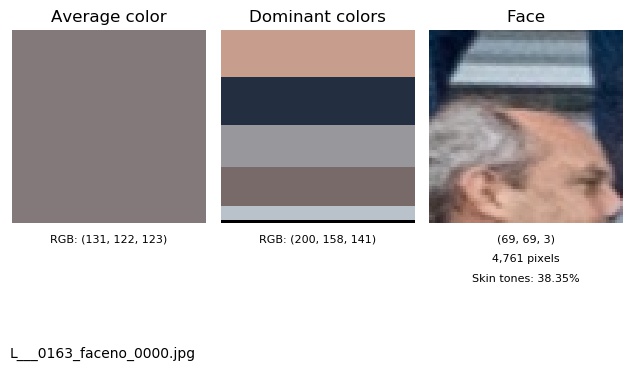 Average color
Dominant colors
Face
RGB: (131, 122, 123)
RGB: (200, 158, 141)
(69, 69, 3)
4,761 pixels
Skin tones: 38.35%
L___0163_faceno_0000.jpg